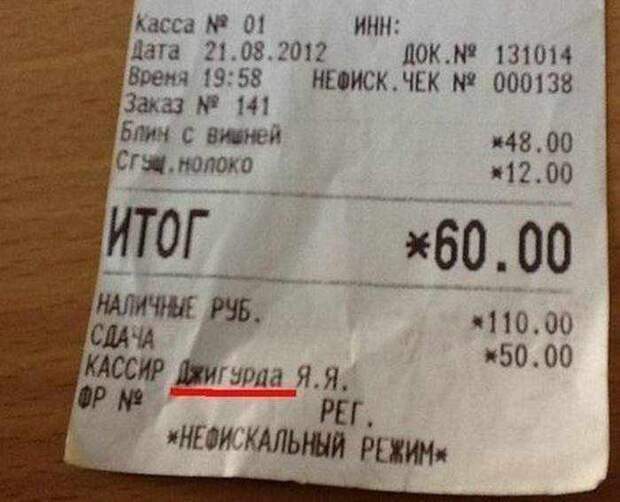 Касса № 01 ИНН:
Дата 21.08.2012 ДОК.№ 131014
Время 19:58 НЕФИСК.ЧЕК № 000138
Заказ № 141
Блин с вишней *48.00
Сгущ.молоко *12.00
ИТОГ *60.00
НАЛИЧНЫЕ РУБ. *110.00
СДАЧА *50.00
КАССИР Джигурда Я.Я.
ФР № РЕГ.
*НЕФИСКАЛЬНЫЙ РЕЖИМ*